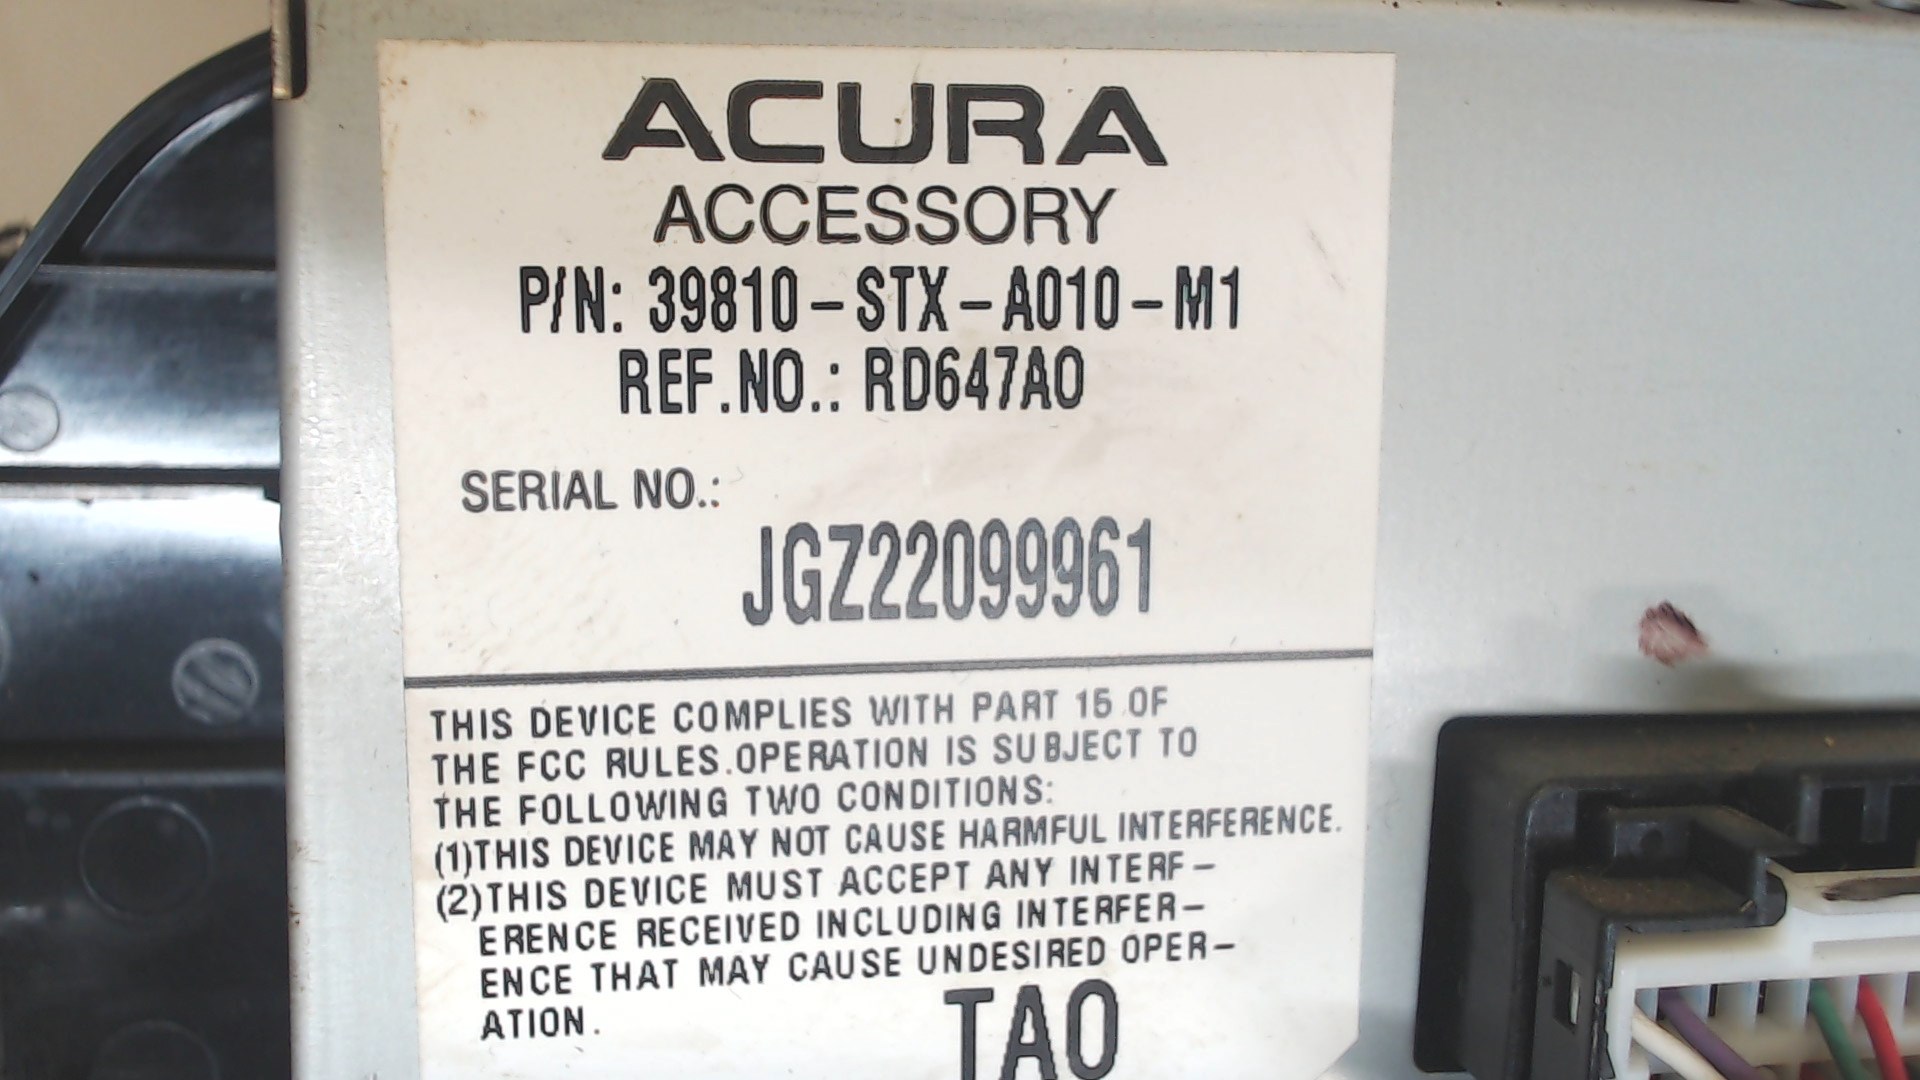 ACURA
ACCESSORY
P/N: 39810-STX-A010-M1
REF.NO.: RD647A0
SERIAL NO.:
JGZ22099961
THIS DEVICE COMPLIES WITH PART 15 OF
THE FCC RULES.OPERATION IS SUBJECT TO
THE FOLLOWING TWO CONDITIONS:
(1)THIS DEVICE MAY NOT CAUSE HARMFUL INTERFERENCE.
(2)THIS DEVICE MUST ACCEPT ANY INTERF-
ERENCE RECEIVED INCLUDING INTERFER-
ENCE THAT MAY CAUSE UNDESIRED OPER-
ATION.
TA0